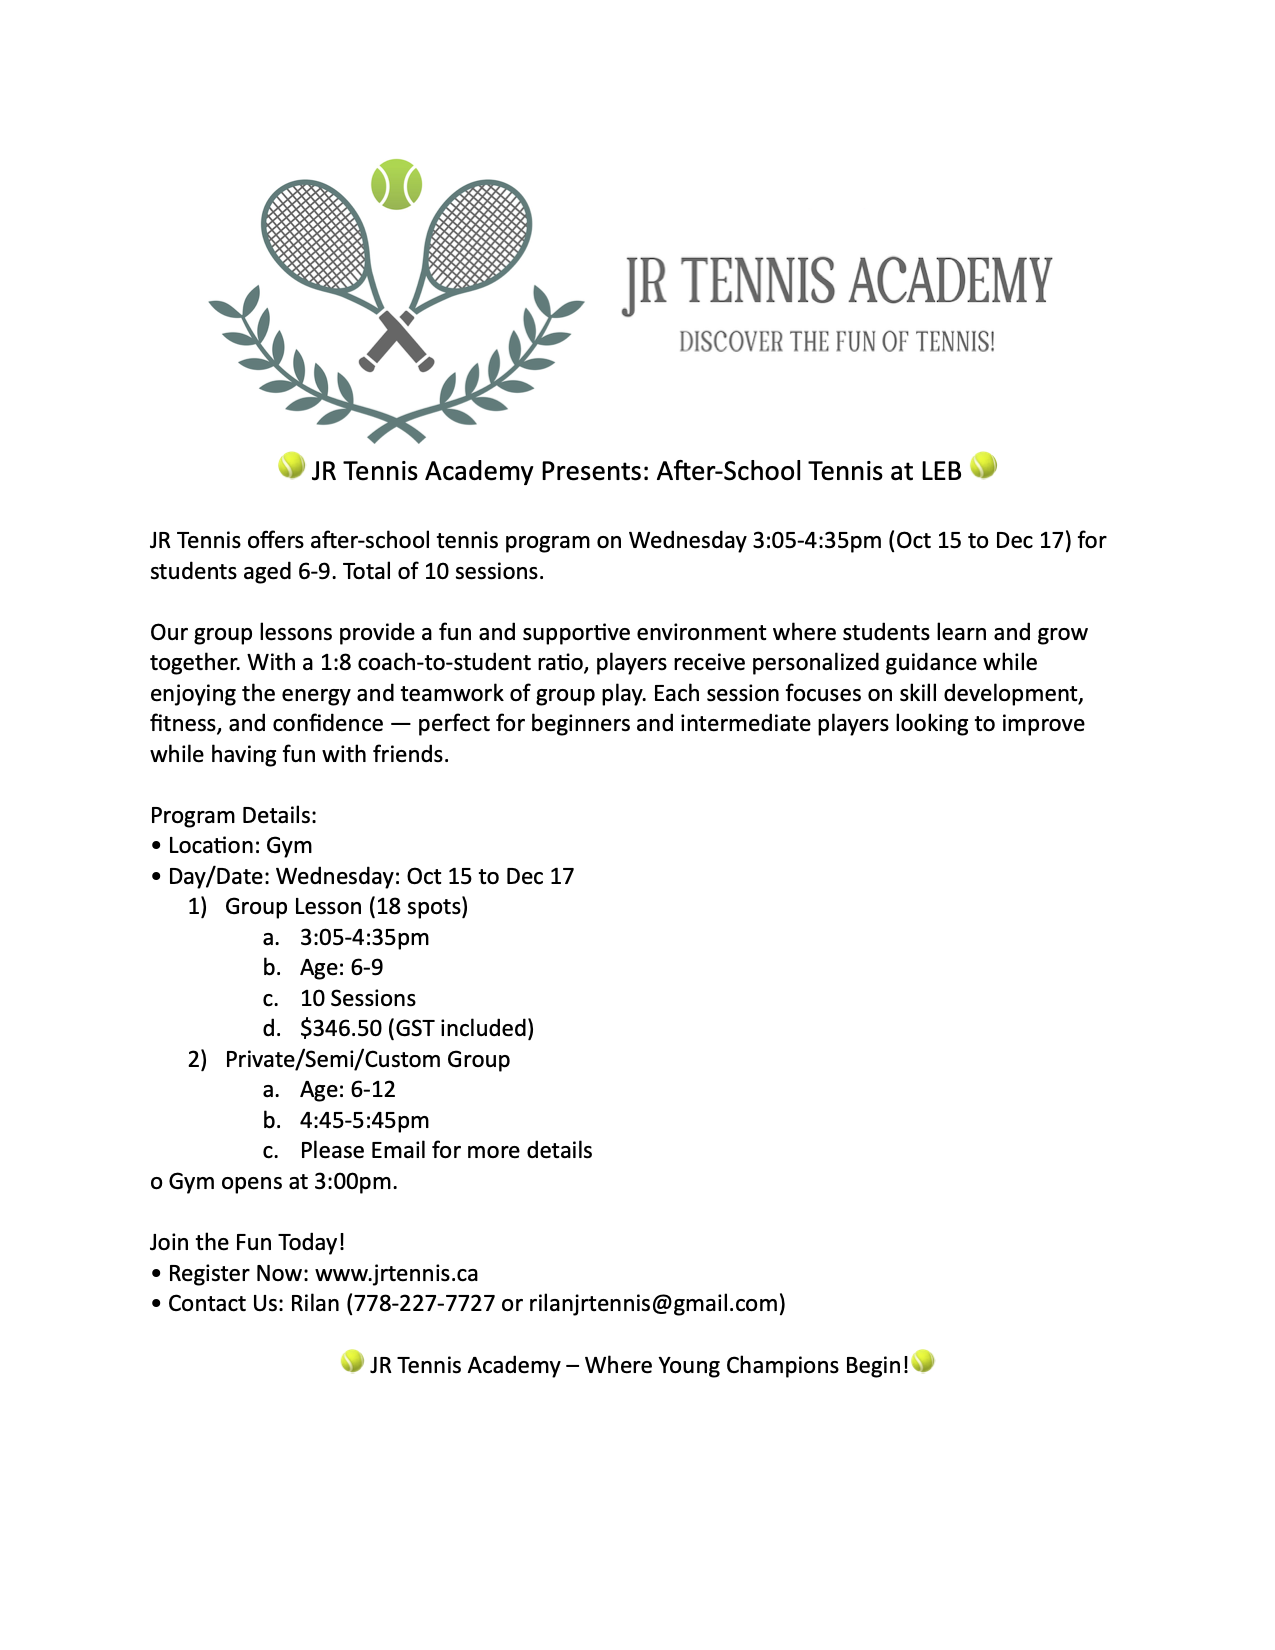 JR TENNIS ACADEMY
DISCOVER THE FUN OF TENNIS!
JR Tennis Academy Presents: After-School Tennis at LEB
JR Tennis offers after-school tennis program on Wednesday 3:05-4:35pm (Oct 15 to Dec 17) for
students aged 6-9. Total of 10 sessions.
Our group lessons provide a fun and supportive environment where students learn and grow
together. With a 1:8 coach-to-student ratio, players receive personalized guidance while
enjoying the energy and teamwork of group play. Each session focuses on skill development,
fitness, and confidence — perfect for beginners and intermediate players looking to improve
while having fun with friends.
Program Details:
• Location: Gym
• Day/Date: Wednesday: Oct 15 to Dec 17
1) Group Lesson (18 spots)
a. 3:05-4:35pm
b. Age: 6-9
c. 10 Sessions
d. $346.50 (GST included)
2) Private/Semi/Custom Group
a. Age: 6-12
b. 4:45-5:45pm
c. Please Email for more details
o Gym opens at 3:00pm.
Join the Fun Today!
• Register Now: www.jrtennis.ca
• Contact Us: Rilan (778-227-7727 or rilanjrtennis@gmail.com)
JR Tennis Academy – Where Young Champions Begin!